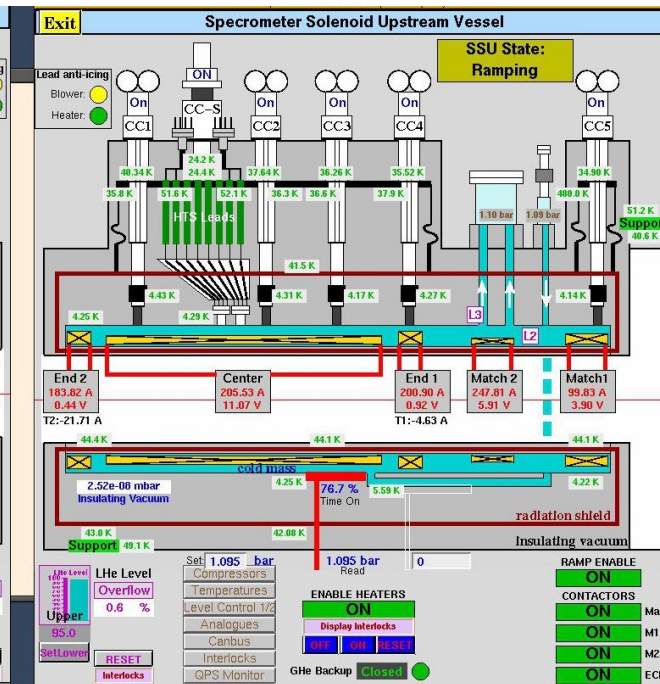 Exit
Specrometer Solenoid Upstream Vessel
SSU State:
Ramping
Lead anti-icing
Blower:
Heater:
On
ON
On
On
On
On
CC1
CC-S
CC2
CC3
CC4
CC5
40.34 K
24.2 K
24.4 K
37.64 K
36.26 K
35.52 K
34.90 K
35.8 K
51.6 K
52.1 K
36.3 K
36.6 K
37.9 K
480.0 K
HTS Leads
1.10 bar
1.09 bar
51.2 K
Support
40.6 K
41.5 K
4.43 K
4.29 K
4.31 K
4.17 K
4.27 K
4.14 K
4.25 K
L3
L2
End 2
183.82 A
0.44 V
Center
205.53 A
11.07 V
End 1
200.90 A
0.92 V
Match 2
247.81 A
5.91 V
Match1
99.83 A
3.90 V
T2:-21.71 A
T1:-4.63 A
44.4 K
44.1 K
44.1 K
cold mass
2.52e-08 mbar
Insulating Vacuum
4.25 K
76.7 %
Time On
5.59 K
4.22 K
radiation shield
43.0 K
42.08 K
Insulating vacuum
Support
49.1 K
Set
1.095 bar
1.095 bar
Read
0
RAMP ENABLE
ON
LHe Level
100
Upper
95.0
SetLower
LHe Level
Overflow
0.6 %
RESET
Interlocks
Compressors
Temperatures
Level Control 1/2
Analogues
Canbus
Interlocks
QPS Monitor
ENABLE HEATERS
ON
Display Interlocks
OFF ON RESET
GHe Backup Closed
CONTACTORS
ON Ma
ON M1
ON M2
ON